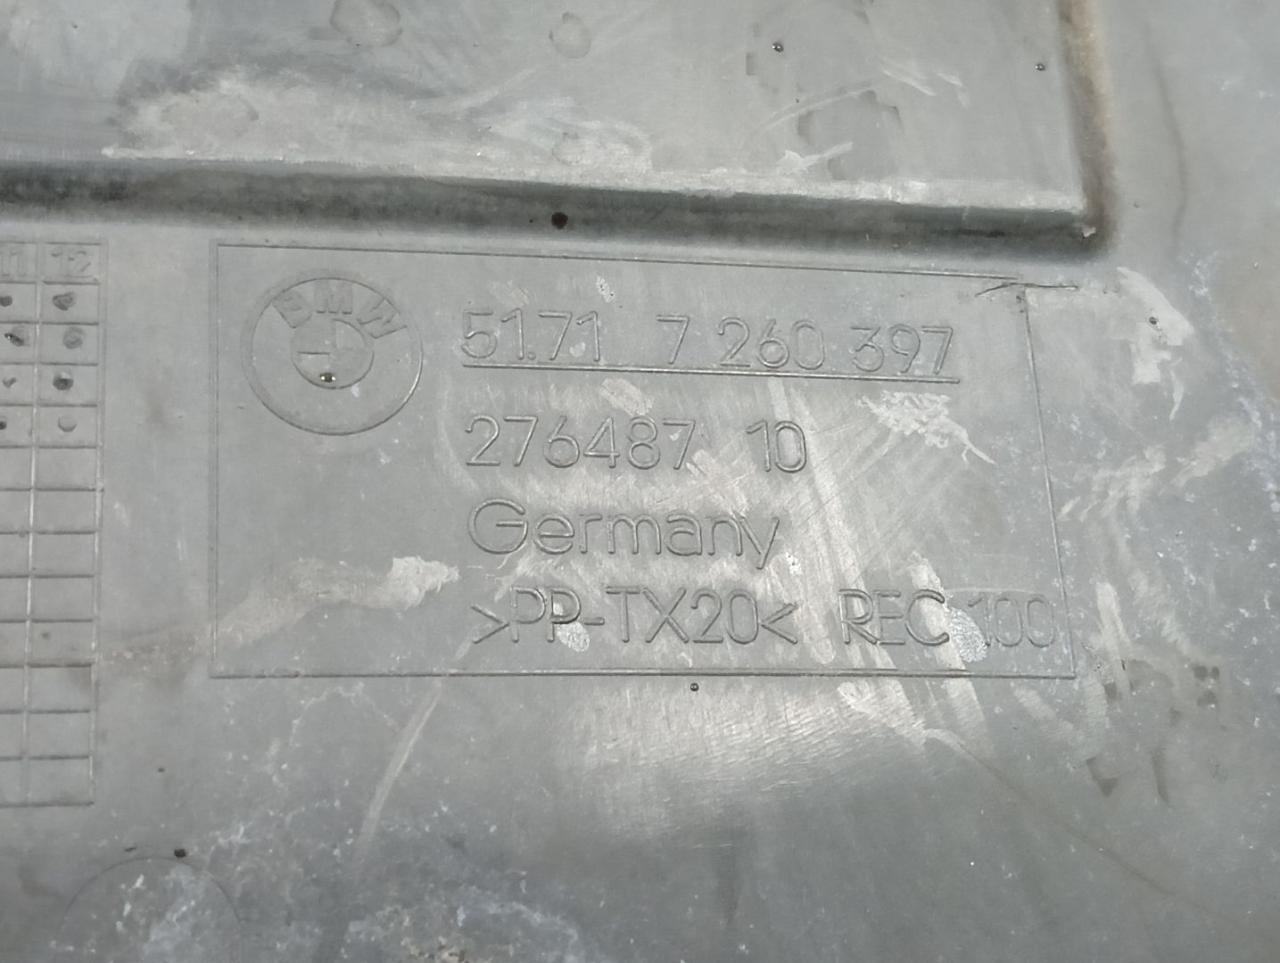 11 12
BMW
51.71 7 260 397
276487 10
Germany
>PP-TX20< REC 100